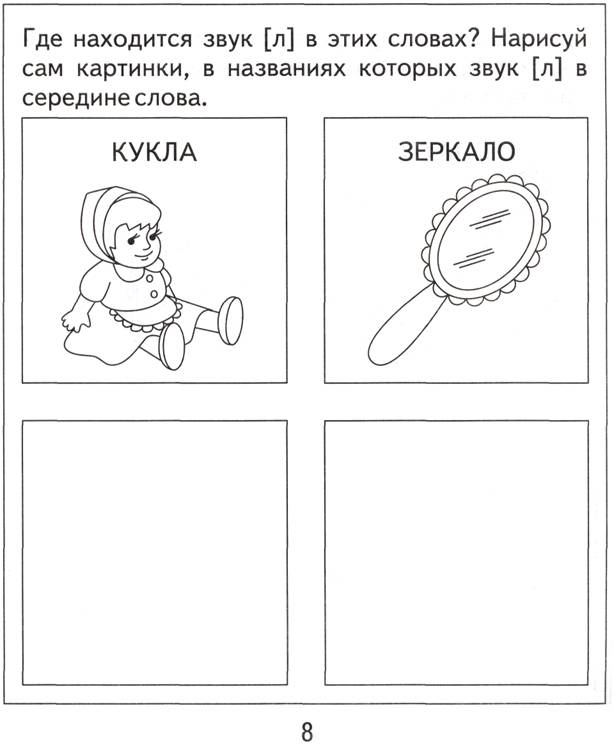 Где находится звук [л] в этих словах? Нарисуй
сам картинки, в названиях которых звук [л] в
середине слова.
КУКЛА
ЗЕРКАЛО
8